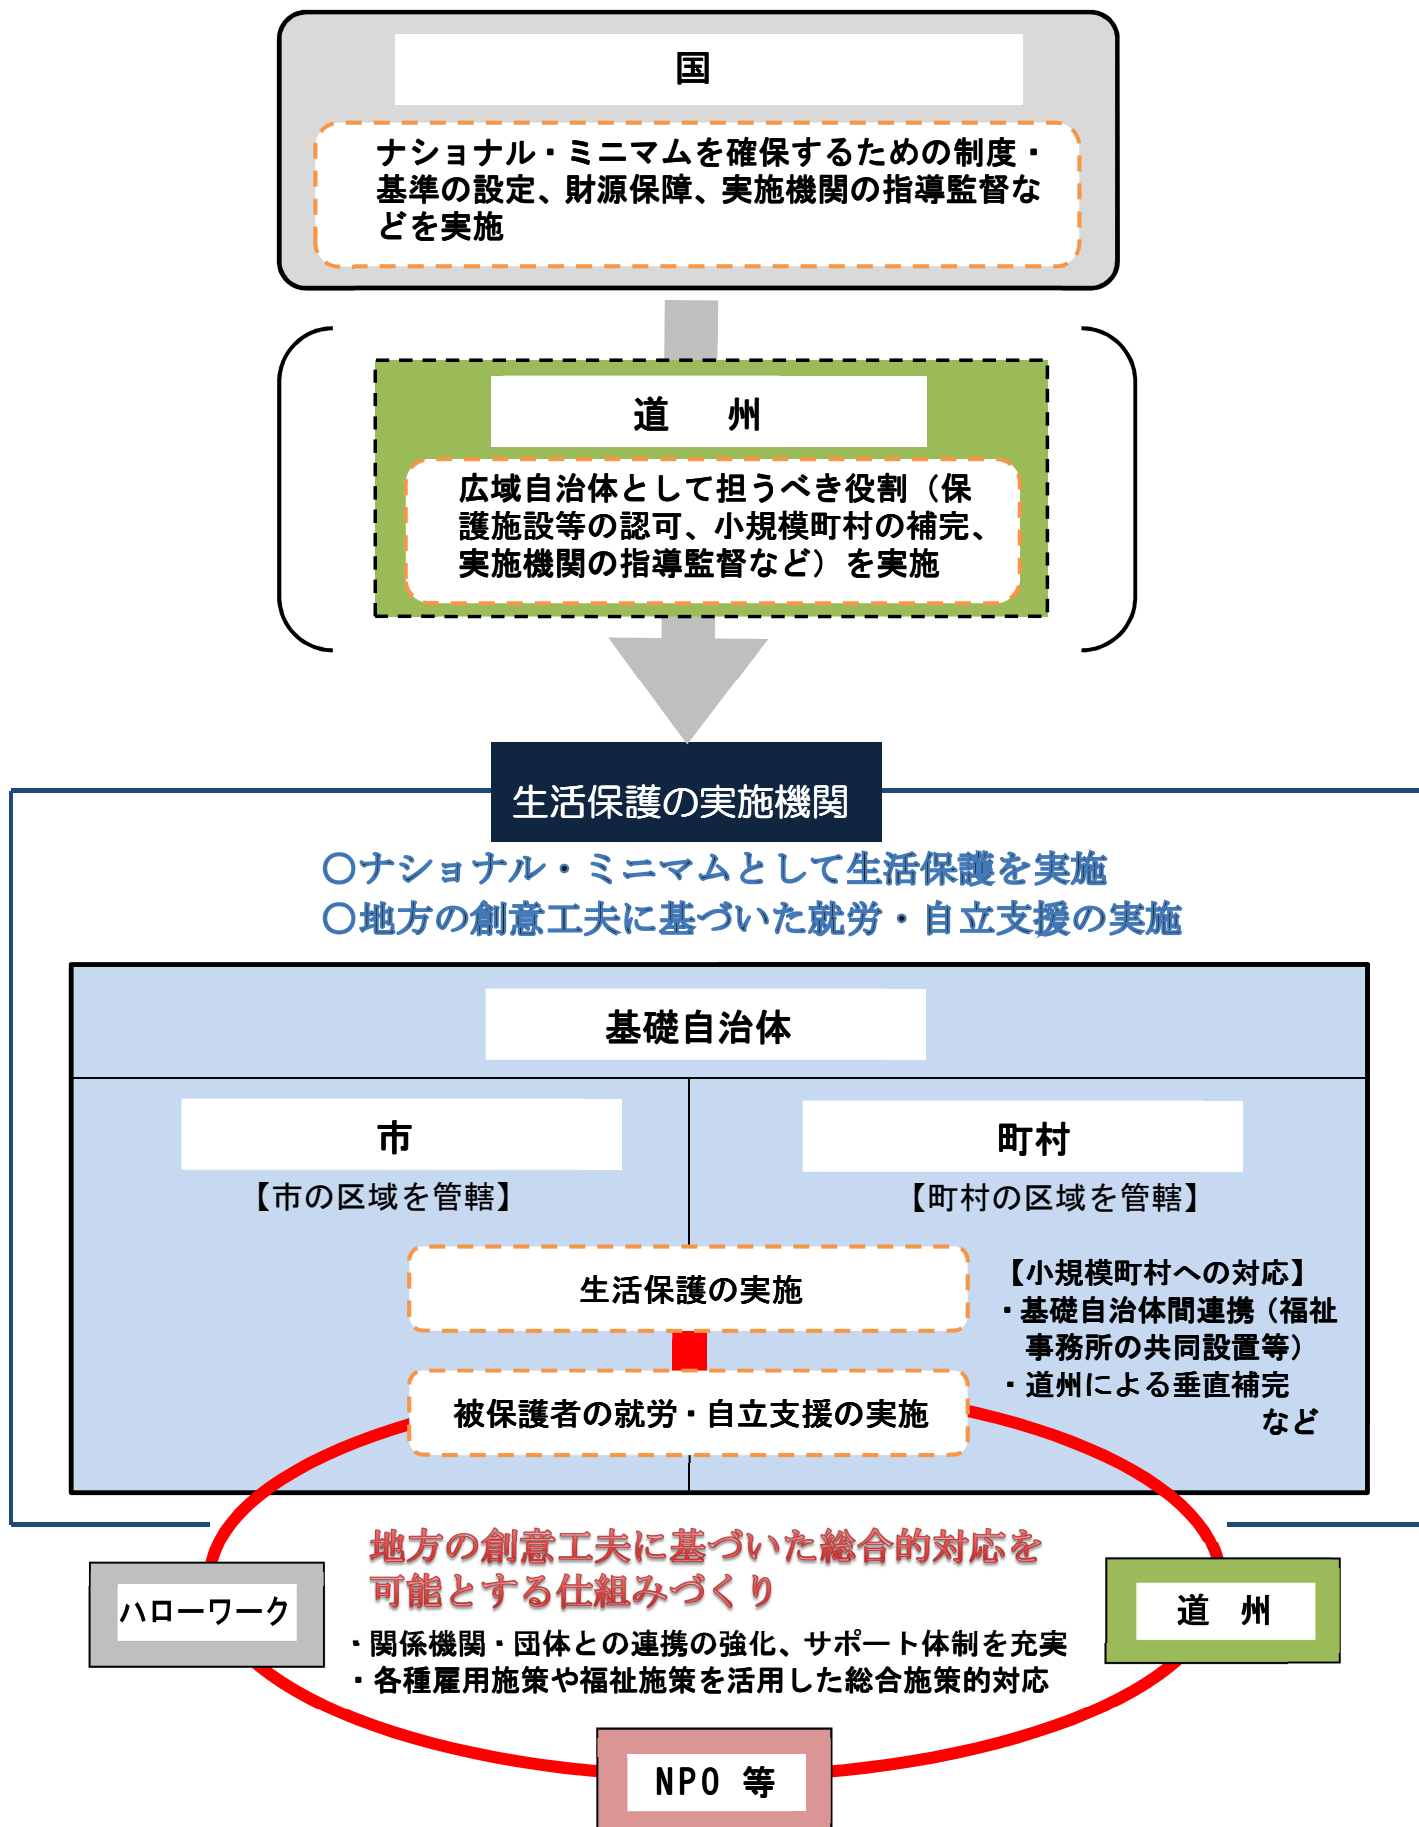 国
ナショナル・ミニマムを確保するための制度・
基準の設定、財源保障、実施機関の指導監督な
どを実施
道　州
広域自治体として担うべき役割（保
護施設等の認可、小規模町村の補完、
実施機関の指導監督など）を実施
生活保護の実施機関
〇ナショナル・ミニマムとして生活保護を実施
〇地方の創意工夫に基づいた就労・自立支援の実施
基礎自治体
市
【市の区域を管轄】
町村
【町村の区域を管轄】
生活保護の実施
被保護者の就労・自立支援の実施
【小規模町村への対応】
・基礎自治体間連携（福祉
事務所の共同設置等）
・道州による垂直補完
など
地方の創意工夫に基づいた総合的対応を
可能とする仕組みづくり
・関係機関・団体との連携の強化、サポート体制を充実
・各種雇用施策や福祉施策を活用した総合施策的対応
ハローワーク
道　州
NPO 等